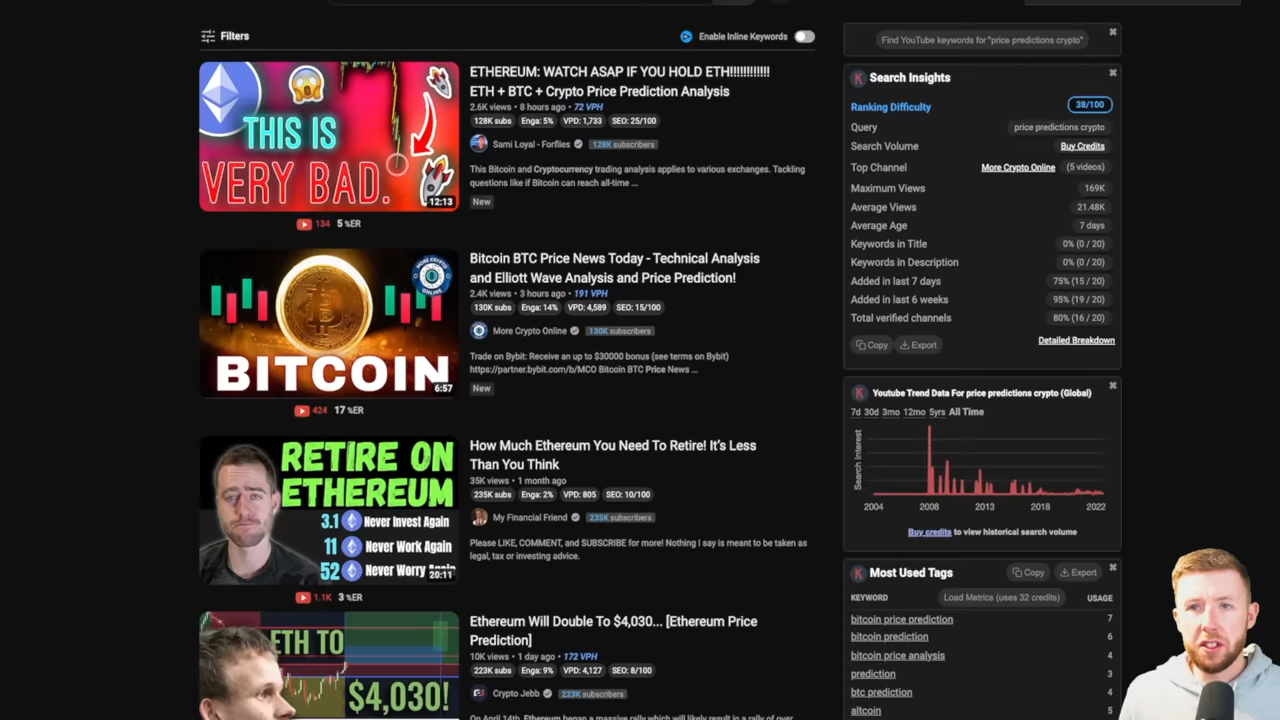 Filters
Enable Inline Keywords
THIS IS
VERY BAD.
12:13
ETHEREUM: WATCH ASAP IF YOU HOLD ETH!!!!!!!!!!!!
ETH + BTC + Crypto Price Prediction Analysis
2.6K views • 8 hours ago • 72 VPH
128K subs Enga: 5% VPD: 1,733 SEO: 25/100
Sami Loyal - Forflies 128K subscribers
This Bitcoin and Cryptocurrency trading analysis applies to various exchanges. Tackling
questions like if Bitcoin can reach all-time ...
New
134 5 %ER
MORE CRYPTO
ONLINE
BITCOIN
6:57
Bitcoin BTC Price News Today - Technical Analysis
and Elliott Wave Analysis and Price Prediction!
2.4K views • 3 hours ago • 191 VPH
130K subs Enga: 14% VPD: 4,589 SEO: 15/100
More Crypto Online 130K subscribers
Trade on Bybit: Receive an up to $30000 bonus (see terms on Bybit)
https://partner.bybit.com/b/MCO Bitcoin BTC Price News ...
New
424 17 %ER
RETIRE ON
ETHEREUM
3.1 Never Invest Again
11 Never Work Again
52 Never Worry
20:11
How Much Ethereum You Need To Retire! It's Less
Than You Think
35K views • 1 month ago
235K subs Enga: 2% VPD: 805 SEO: 10/100
My Financial Friend 235K subscribers
Please LIKE, COMMENT, and SUBSCRIBE for more! Nothing I say is meant to be taken as
legal, tax or investing advice.
1.1K 3 %ER
ETH TO
$4,030!
Ethereum Will Double To $4,030... [Ethereum Price
Prediction]
10K views • 1 day ago • 172 VPH
223K subs Enga: 9% VPD: 4,127 SEO: 8/100
Crypto Jebb 223K subscribers
On April 14th, Ethereum began a massive rally which will likely result in a rally of over
Find YouTube keywords for "price predictions crypto"
K Search Insights
Ranking Difficulty 38/100
Query price predictions crypto
Search Volume Buy Credits
Top Channel More Crypto Online (5 videos)
Maximum Views 169K
Average Views 21.48K
Average Age 7 days
Keywords in Title 0% (0 / 20)
Keywords in Description 0% (0 / 20)
Added in last 7 days 75% (15 / 20)
Added in last 6 weeks 95% (19 / 20)
Total verified channels 80% (16 / 20)
Copy Export Detailed Breakdown
K Youtube Trend Data For price predictions crypto (Global)
7d 30d 3mo 12mo 5yrs All Time
Search Interest
2004 2008 2013 2018 2022
Buy credits to view historical search volume
K Most Used Tags Copy Export
KEYWORD Load Metrics (uses 32 credits) USAGE
bitcoin price prediction 7
bitcoin prediction 6
bitcoin price analysis 4
prediction 3
btc prediction 4
altcoin 5